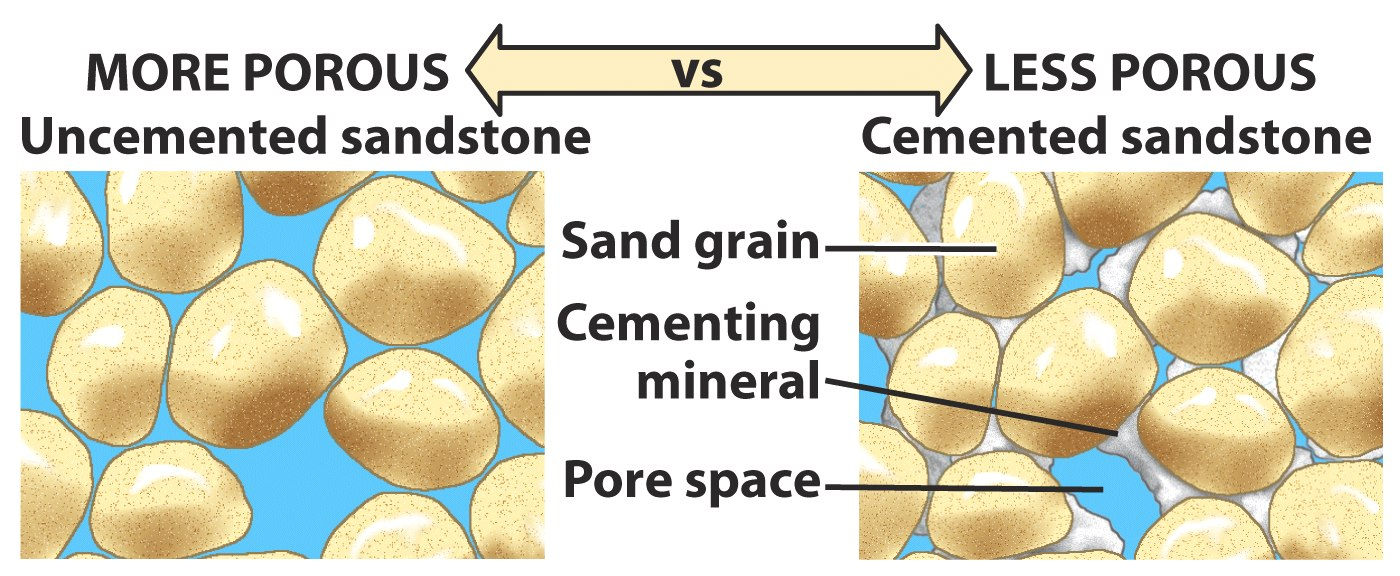 MORE POROUS vs LESS POROUS
Uncemented sandstone
Cemented sandstone
Sand grain
Cementing
mineral
Pore space